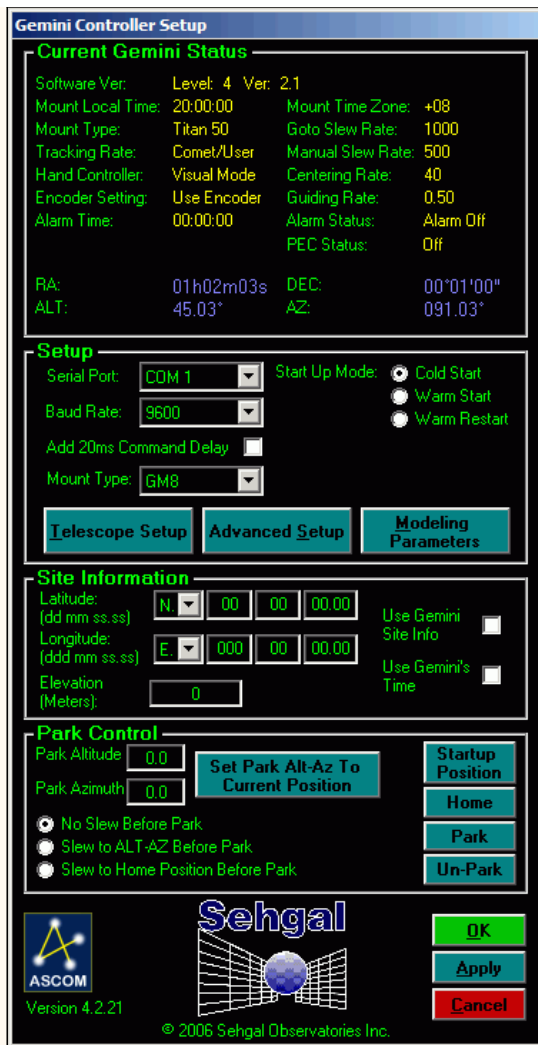 Gemini Controller Setup
Current Gemini Status
Software Ver: Level: 4 Ver: 2.1
Mount Local Time: 20:00:00 Mount Time Zone: +08
Mount Type: Titan 50 Goto Slew Rate: 1000
Tracking Rate: Comet/User Manual Slew Rate: 500
Hand Controller: Visual Mode Centering Rate: 40
Encoder Setting: Use Encoder Guiding Rate: 0.50
Alarm Time: 00:00:00 Alarm Status: Alarm Off
PEC Status: Off
RA: 01h02m03s DEC: 00°01'00"
ALT: 45.03° AZ: 091.03°
Setup
Serial Port: COM 1 Start Up Mode: Cold Start
Warm Start
Baud Rate: 9600
Warm Restart
Add 20ms Command Delay
Mount Type: GM8
Telescope Setup Advanced Setup Modeling Parameters
Site Information
Latitude: (dd mm ss.ss) N. 00 00 00.00
Use Gemini Site Info
Longitude: (ddd mm ss.ss) E. 000 00 00.00
Use Gemini's Time
Elevation (Meters): 0
Park Control
Park Altitude 0.0
Set Park Alt-Az To Current Position
Startup Position
Park Azimuth 0.0
Home
No Slew Before Park
Park
Slew to ALT-AZ Before Park
Slew to Home Position Before Park
Un-Park
Sehgal
OK
ASCOM
Apply
Version 4.2.21
Cancel
© 2006 Sehgal Observatories Inc.